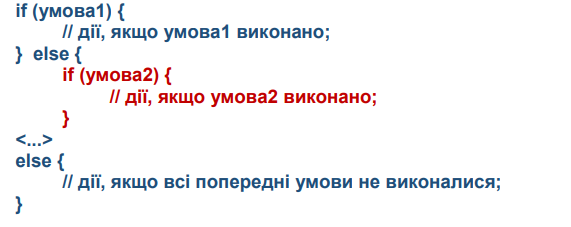 if (умова1) {
// дії, якщо умова1 виконано;
} else {
if (умова2) {
// дії, якщо умова2 виконано;
}
<...>
else {
// дії, якщо всі попередні умови не виконалися;
}